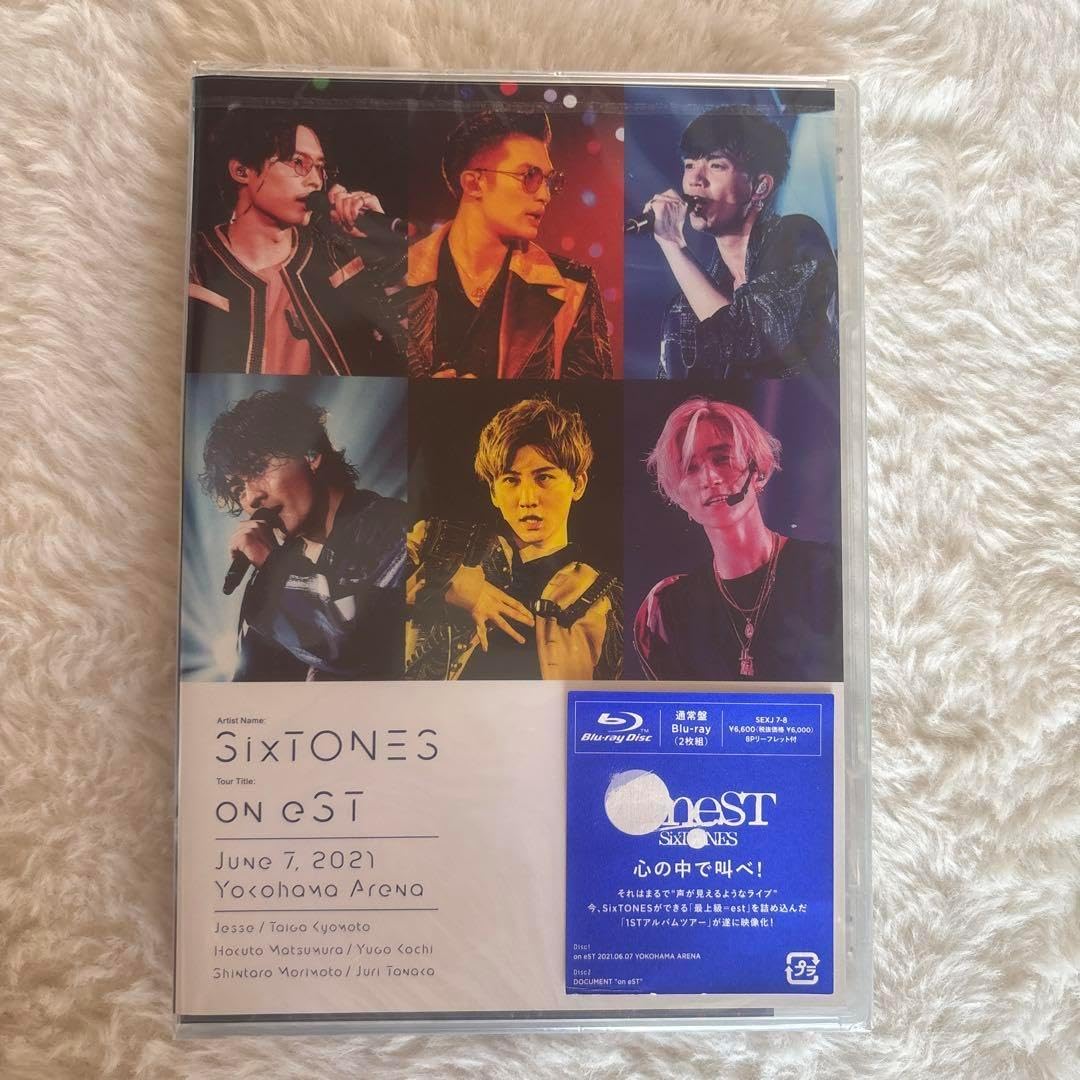 Artist Name:
SixTONES
Tour Title:
on eST
June 7, 2021
Yokohama Arena
Jesse / Taiga Kyomoto
Hokuto Matsumura / Yugo Kochi
Shintaro Morimoto / Juri Tanaka
Blu-ray Disc™
通常盤
Blu-ray
(2枚組)
SEXJ 7-8
¥6,600(税抜価格 ¥6,000)
8Pリーフレット付
oneST
SixTONES
心の中で叫べ!
それはまるで"声が見えるようなライブ"
今、SixTONESができる「最上級=est」を詰め込んだ
「1STアルバムツアー」が遂に映像化!
Disc1
on eST 2021.06.07 YOKOHAMA ARENA
Disc2
DOCUMENT "on eST"
プラ